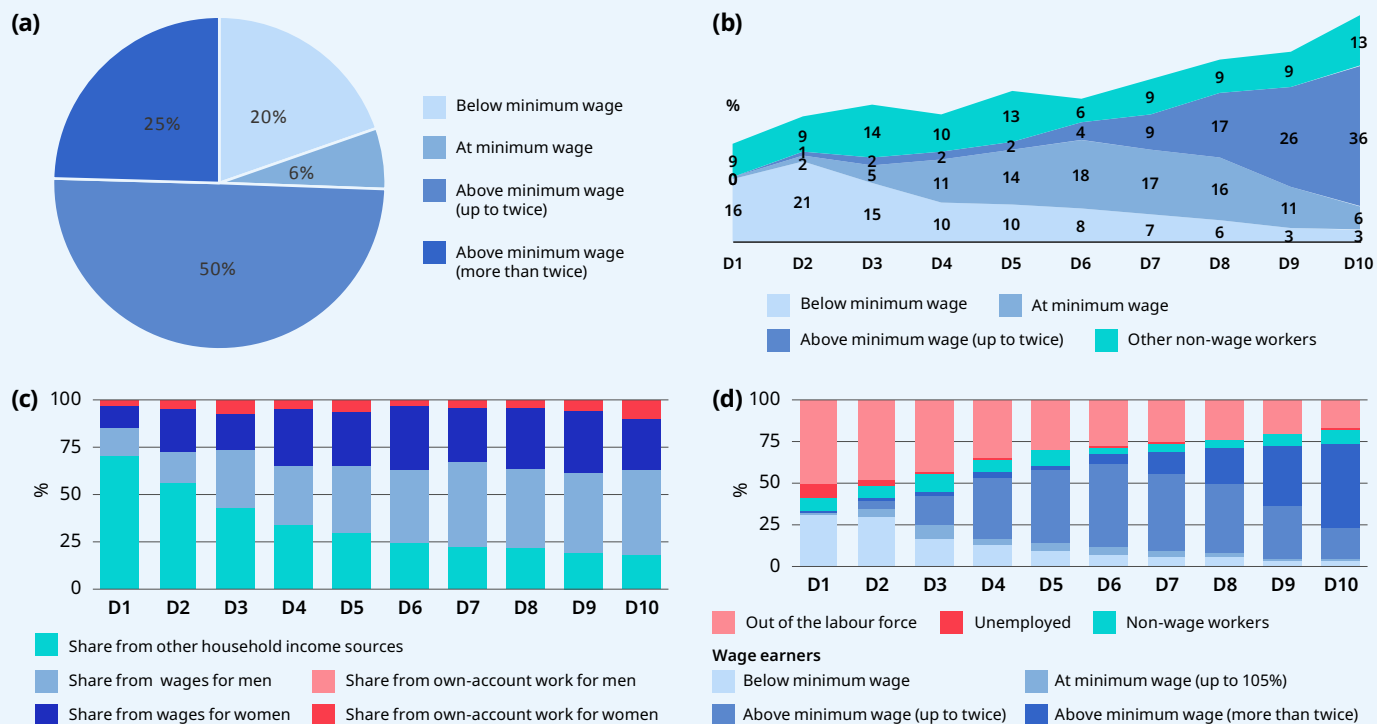 (a)
25%
20%
6%
50%
Below minimum wage
At minimum wage
Above minimum wage
(up to twice)
Above minimum wage
(more than twice)
(b)
%
9 9 14 10 13 6 9 9 9 13
0 1 2 2 2 4 9 17 26 36
2 5 11 14 18 17 16 11 6
16 21 15 10 10 8 7 6 3 3
D1 D2 D3 D4 D5 D6 D7 D8 D9 D10
Below minimum wage
At minimum wage
Above minimum wage (up to twice)
Other non-wage workers
(c)
%
100
75
50
25
0
D1 D2 D3 D4 D5 D6 D7 D8 D9 D10
Share from other household income sources
Share from wages for men
Share from own-account work for men
Share from wages for women
Share from own-account work for women
(d)
%
100
75
50
25
0
D1 D2 D3 D4 D5 D6 D7 D8 D9 D10
Out of the labour force
Unemployed
Non-wage workers
Wage earners
Below minimum wage
At minimum wage (up to 105%)
Above minimum wage (up to twice)
Above minimum wage (more than twice)